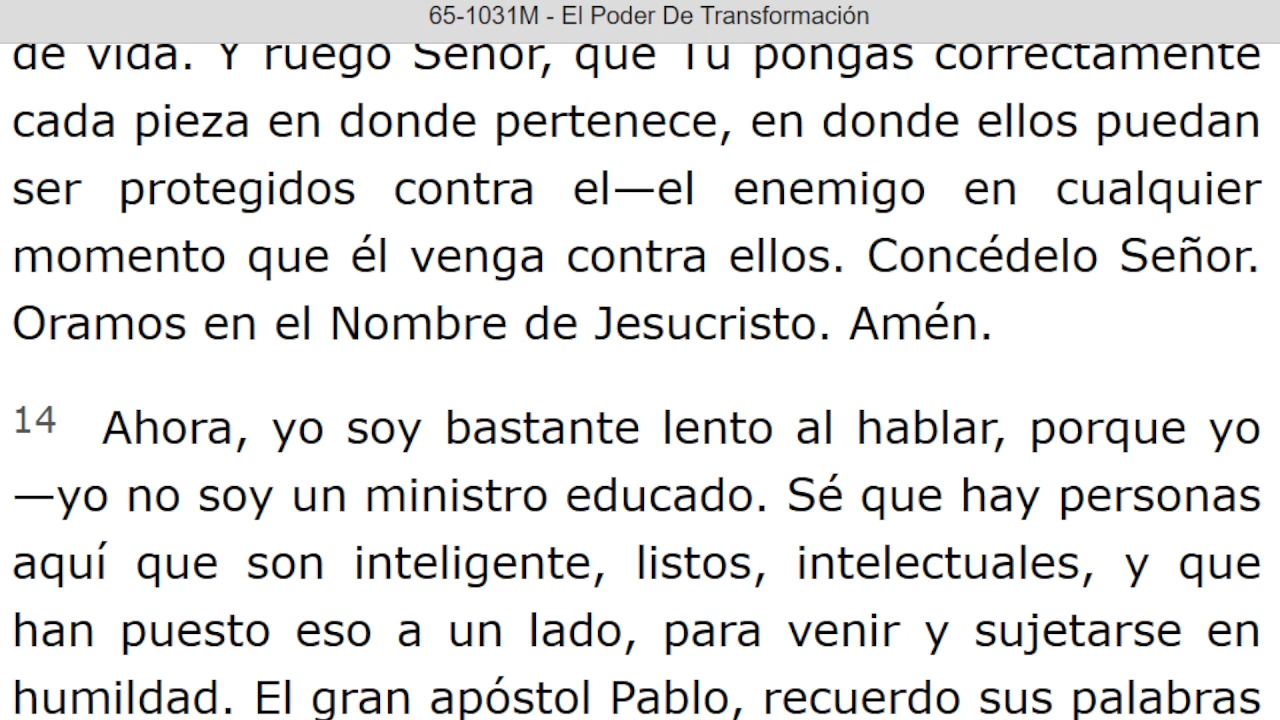 65-1031M - El Poder De Transformación
de vida. Y ruego Señor, que Tú pongas correctamente
cada pieza en donde pertenece, en donde ellos puedan
ser protegidos contra el—el enemigo en cualquier
momento que él venga contra ellos. Concédelo Señor.
Oramos en el Nombre de Jesucristo. Amén.
14 Ahora, yo soy bastante lento al hablar, porque yo
—yo no soy un ministro educado. Sé que hay personas
aquí que son inteligente, listos, intelectuales, y que
han puesto eso a un lado, para venir y sujetarse en
humildad. El gran apóstol Pablo, recuerdo sus palabras